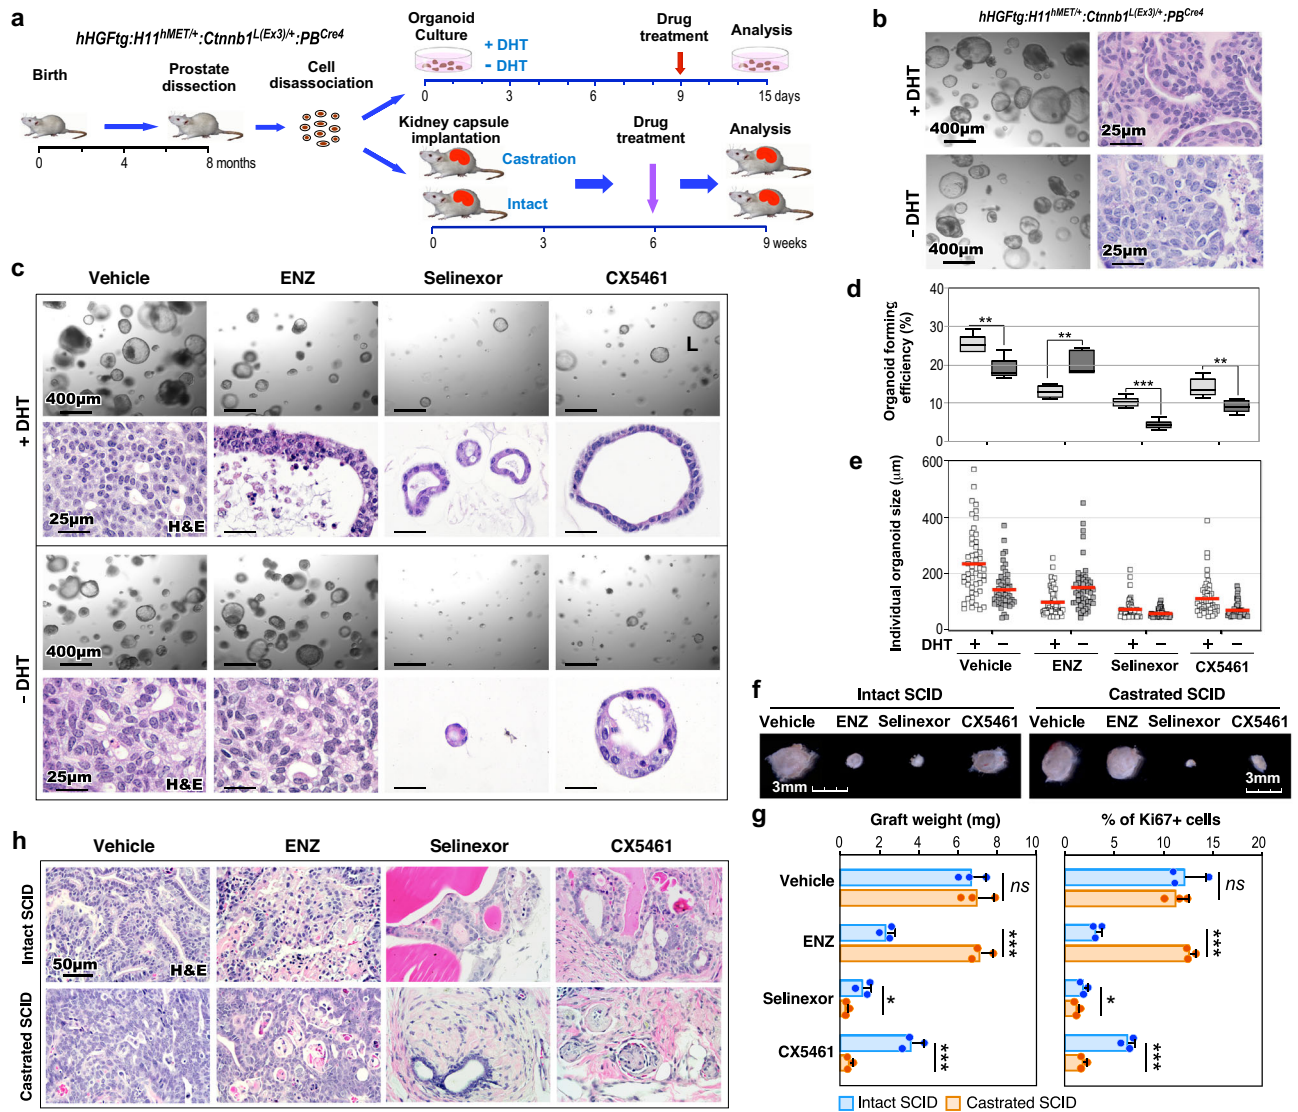 a
hHGFtg:H11hMET/+:Ctnnb1L(Ex3)/+:PBCre4
Birth
Prostate
dissection
Cell
disassociation
0 4 8 months
Organoid
Culture
+ DHT
- DHT
Drug
treatment
Analysis
0 3 6 9 15 days
Kidney capsule
implantation
Castration
Intact
Drug
treatment
Analysis
0 3 6 9 weeks
b
hHGFtg:H11hMET/+:Ctnnb1L(Ex3)/+:PBCre4
+ DHT
400μm
25μm
– DHT
400μm
25μm
c
Vehicle ENZ Selinexor CX5461
+ DHT
400μm
L
25μm
H&E
– DHT
400μm
25μm
H&E
d
Organoid forming
efficiency (%)
40
30
20
10
0
**
**
***
**
e
Individual organoid size (μm)
600
400
200
0
DHT + – + – + – + –
Vehicle ENZ Selinexor CX5461
f
Intact SCID Castrated SCID
Vehicle ENZ Selinexor CX5461 Vehicle ENZ Selinexor CX5461
3mm
3mm
g
Graft weight (mg) % of Ki67+ cells
0 2 4 6 8 10 0 5 10 15 20
Vehicle
ns
ns
ENZ
***
***
Selinexor
*
*
CX5461
***
***
Intact SCID Castrated SCID
h
Vehicle ENZ Selinexor CX5461
Intact SCID
50μm
H&E
Castrated SCID